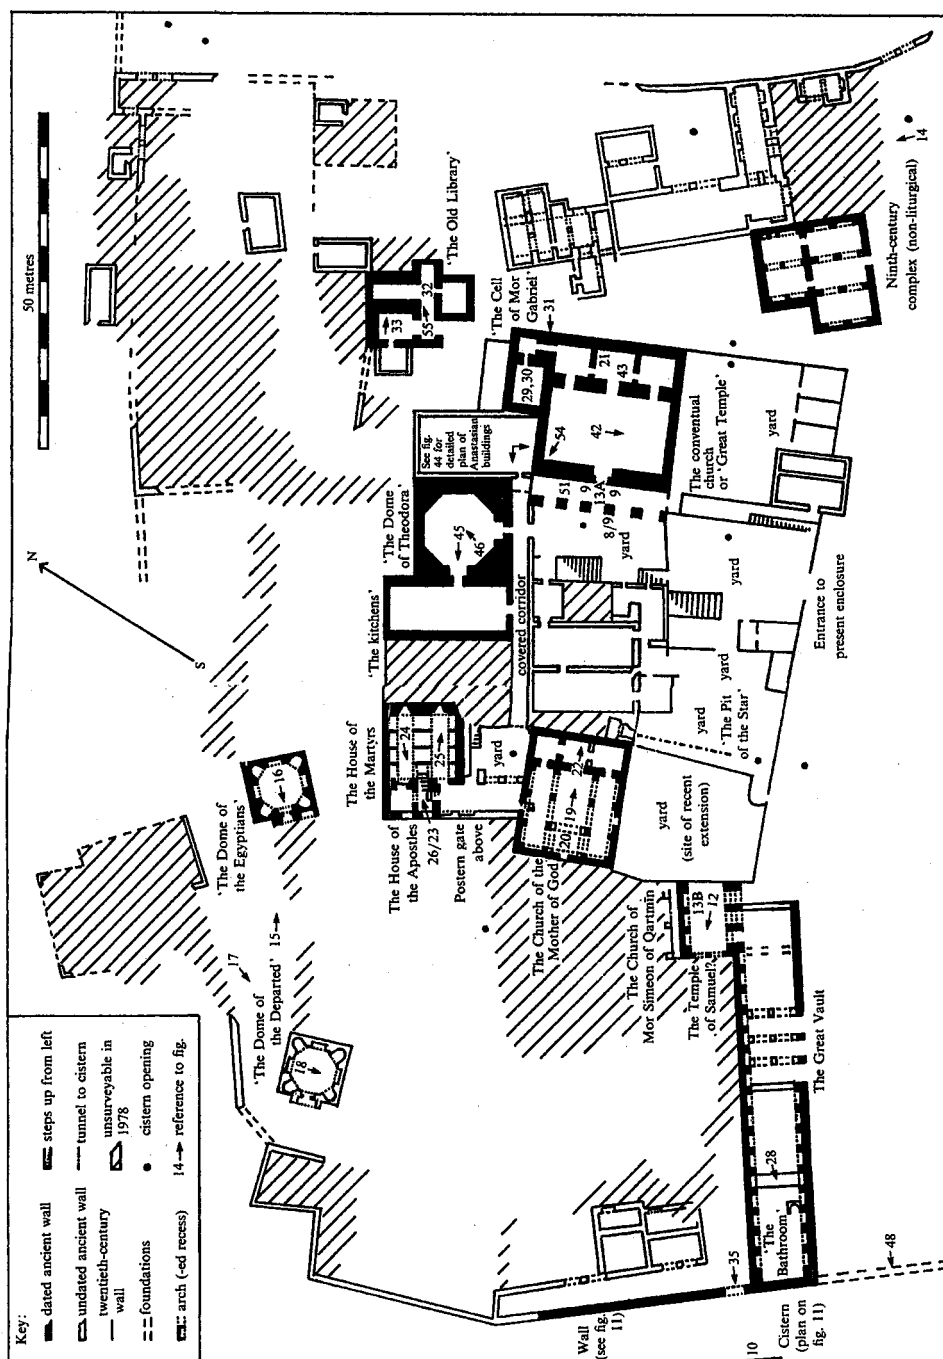 Key:
dated ancient wall
undated ancient wall
twentieth-century
wall
foundations
arch (-ed recess)
steps up from left
tunnel to cistern
unsurveyable in
1978
cistern opening
14 reference to fig.
50 metres
N
S
17
'The Dome of
the Departed'
15
18
'The Dome of
the Egyptians'
16
The House of
the Martyrs
24
25
The House of
the Apostles
26/23
Postern gate
above
yard
'The kitchens'
'The Dome
of Theodora'
45
46
covered corridor
See fig.
44 for
detailed
plan of
Anastasian
buildings
'The Old Library'
33
55
32
'The Cell
of Mor
Gabriel'
31
29,30
21
43
54
42
51
9
13A
9
8/9
yard
The conventual
church
or 'Great Temple'
yard
Ninth-century
complex (non-liturgical)
14
The Church of the
Mother of God
20
19
22
yard
yard
'The Pit
of the Star'
yard
Entrance to
present enclosure
yard
(site of recent
extension)
The Church of
Mor Simeon of Qartmin
The Temple
of Samuel?
13B
12
The Great Vault
28
'The
Bathroom'
Wall
(see fig.
11)
35
48
10
Cistern
(plan on
fig. 11)